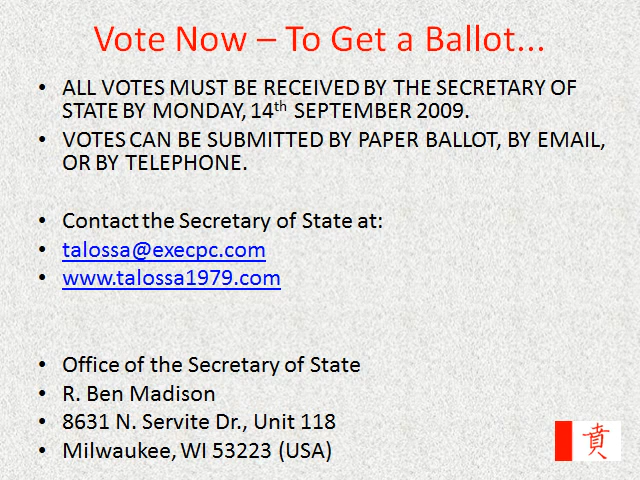 Vote Now – To Get a Ballot...
• ALL VOTES MUST BE RECEIVED BY THE SECRETARY OF
STATE BY MONDAY, 14th SEPTEMBER 2009.
• VOTES CAN BE SUBMITTED BY PAPER BALLOT, BY EMAIL,
OR BY TELEPHONE.
• Contact the Secretary of State at:
• talossa@execpc.com
• www.talossa1979.com
• Office of the Secretary of State
• R. Ben Madison
• 8631 N. Servite Dr., Unit 118
• Milwaukee, WI 53223 (USA)
賁